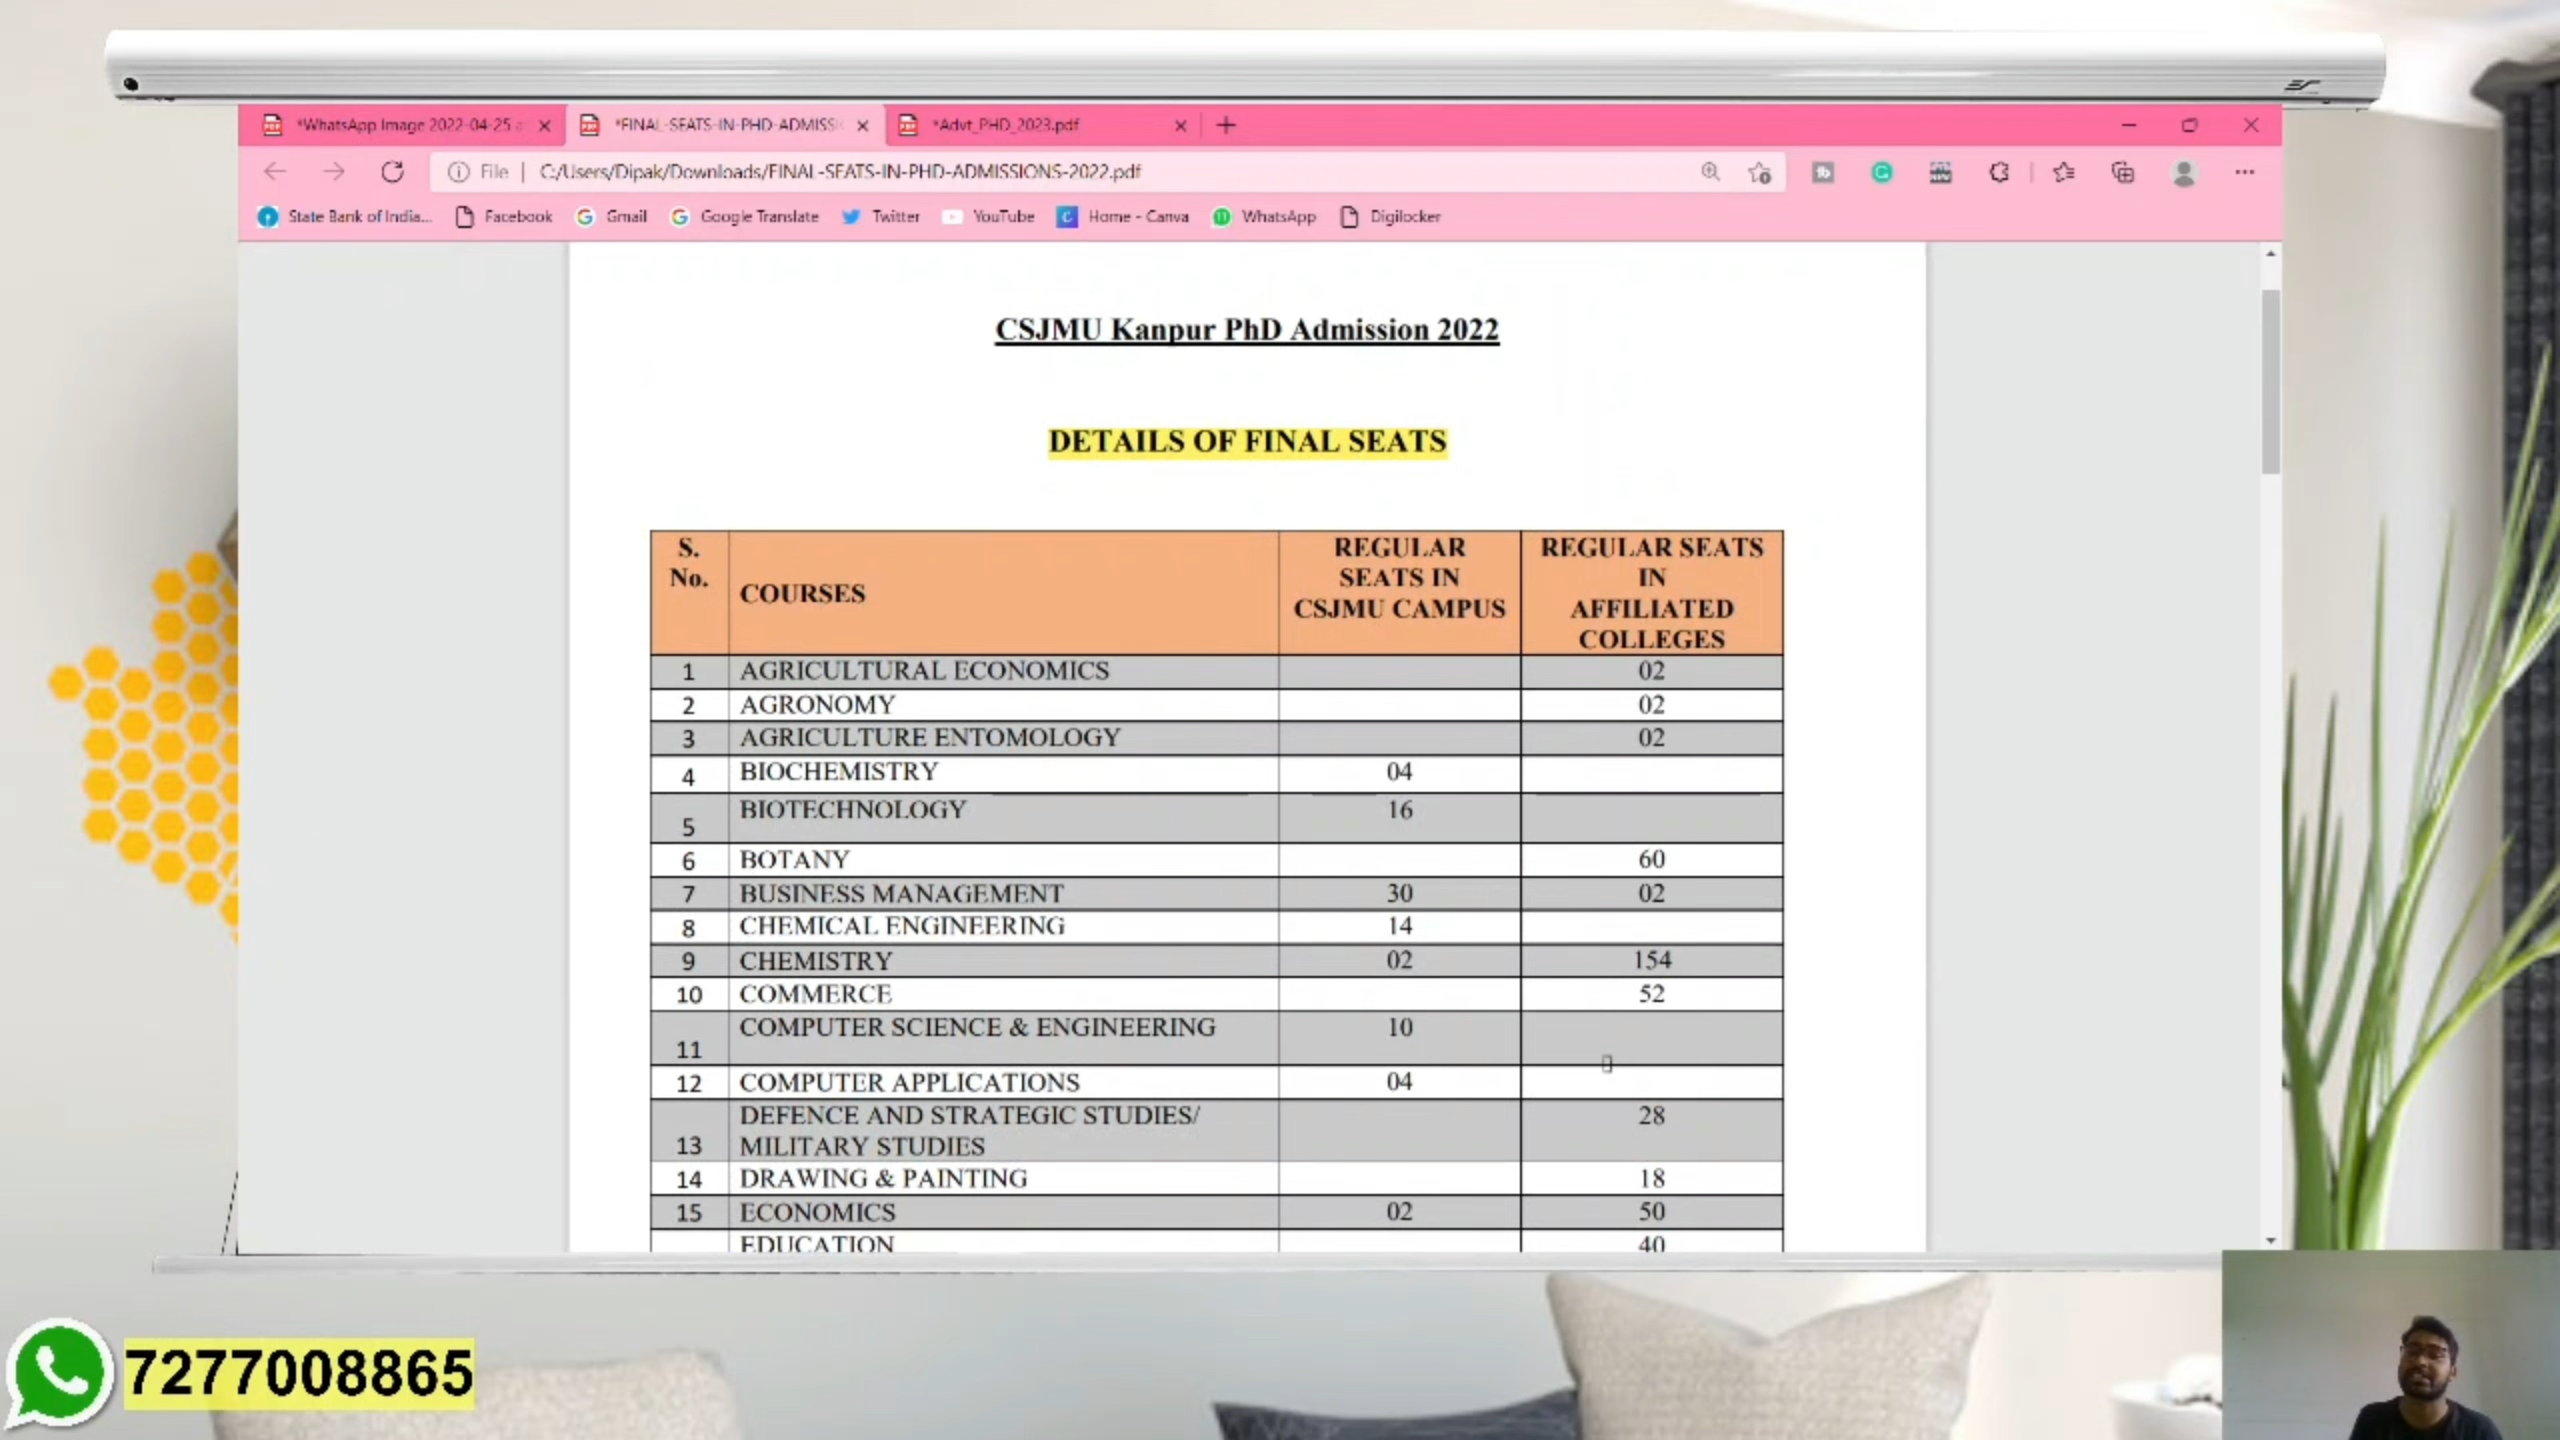 *WhatsApp Image 2022-04-25 *FINAL-SEATS-IN-PHD-ADMISS *Advt_PHD_2023.pdf
File C:/Users/Dipak/Downloads/FINAL-SEATS-IN-PHD-ADMISSIONS-2022.pdf
State Bank of India... Facebook Gmail Google Translate Twitter YouTube Home - Canva WhatsApp Digilocker
CSJMU Kanpur PhD Admission 2022
DETAILS OF FINAL SEATS
S. No. COURSES REGULAR SEATS IN CSJMU CAMPUS REGULAR SEATS IN AFFILIATED COLLEGES
1 AGRICULTURAL ECONOMICS 02
2 AGRONOMY 02
3 AGRICULTURE ENTOMOLOGY 02
4 BIOCHEMISTRY 04
5 BIOTECHNOLOGY 16
6 BOTANY 60
7 BUSINESS MANAGEMENT 30 02
8 CHEMICAL ENGINEERING 14
9 CHEMISTRY 02 154
10 COMMERCE 52
11 COMPUTER SCIENCE & ENGINEERING 10
12 COMPUTER APPLICATIONS 04
13 DEFENCE AND STRATEGIC STUDIES/ MILITARY STUDIES 28
14 DRAWING & PAINTING 18
15 ECONOMICS 02 50
EDUCATION 40
7277008865